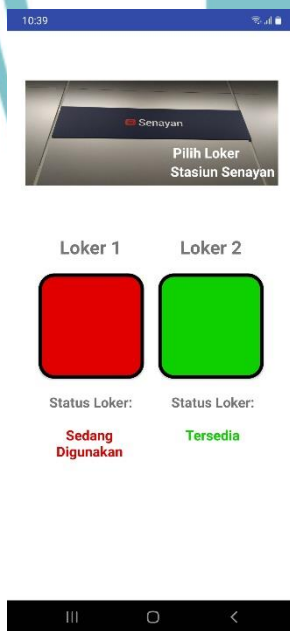 10:39
Senayan
Pilih Loker
Stasiun Senayan
Loker 1
Loker 2
Status Loker:
Status Loker:
Sedang
Digunakan
Tersedia